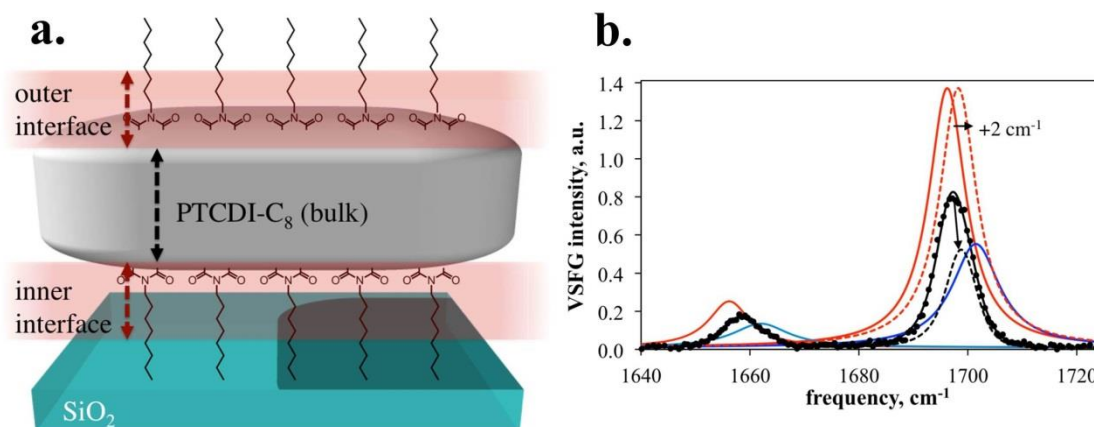 a.
outer
interface
O N O O N O O N O O N O O N O
PTCDI-C₈ (bulk)
O N O O N O O N O O N O O N O
inner
interface
SiO₂
b.
1.4
1.2
1.0
0.8
0.6
0.4
0.2
0.0
VSFG intensity, a.u.
+2 cm⁻¹
1640
1660
1680
1700
1720
frequency, cm⁻¹